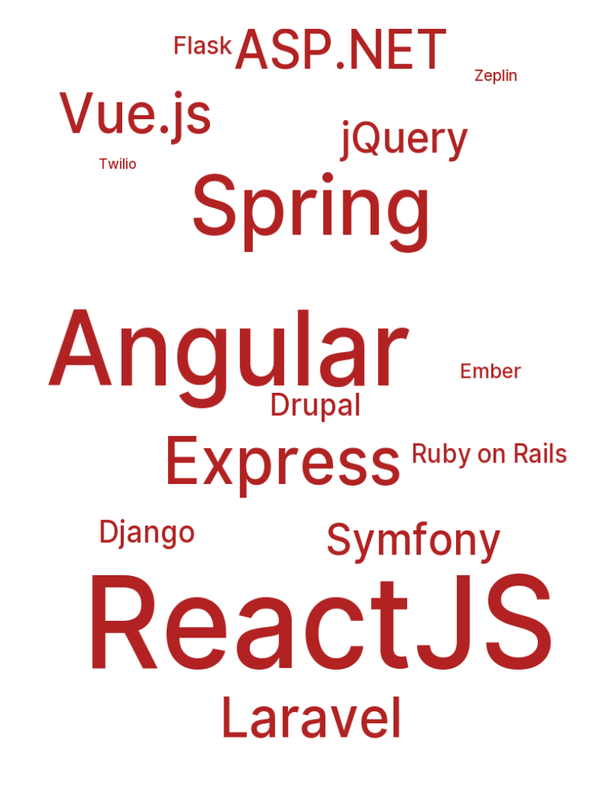 Flask
ASP.NET
Zeplin
Vue.js
jQuery
Twilio
Spring
Angular
Ember
Drupal
Express
Ruby on Rails
Django
Symfony
ReactJS
Laravel